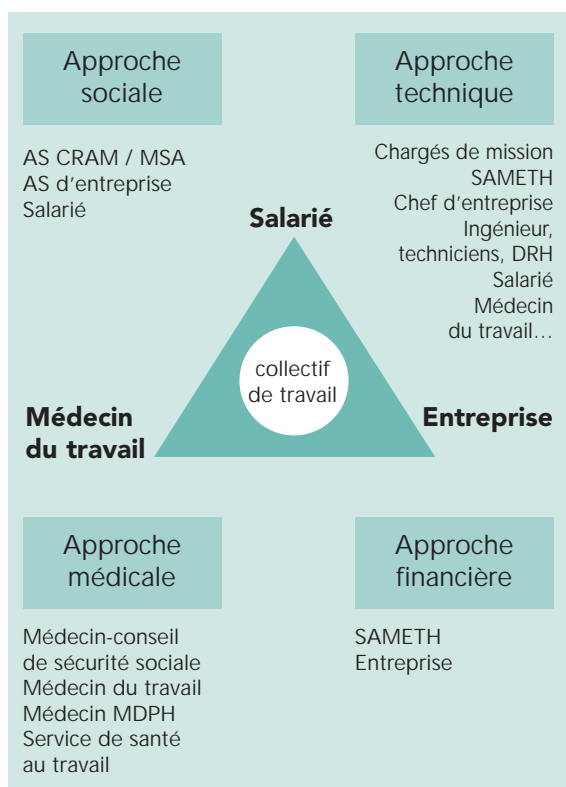 Approche
sociale
AS CRAM / MSA
AS d'entreprise
Salarié
Approche
technique
Chargés de mission
SAMETH
Chef d'entreprise
Ingénieur,
techniciens, DRH
Salarié
Médecin
du travail…
Salarié
collectif
de travail
Médecin
du travail
Entreprise
Approche
médicale
Médecin-conseil
de sécurité sociale
Médecin du travail
Médecin MDPH
Service de santé
au travail
Approche
financière
SAMETH
Entreprise